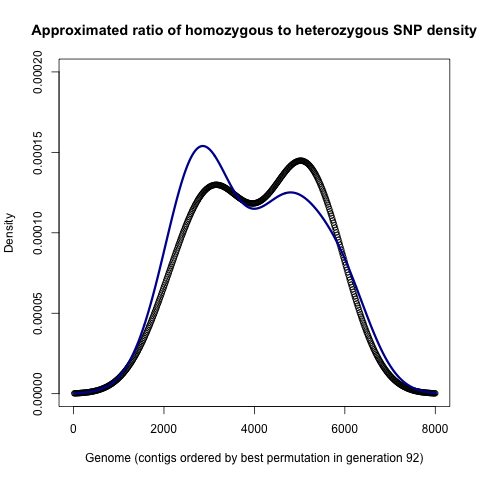 Approximated ratio of homozygous to heterozygous SNP density
0.00020
0.00015
0.00010
0.00005
0.00000
Density
0 2000 4000 6000 8000
Genome (contigs ordered by best permutation in generation 92)